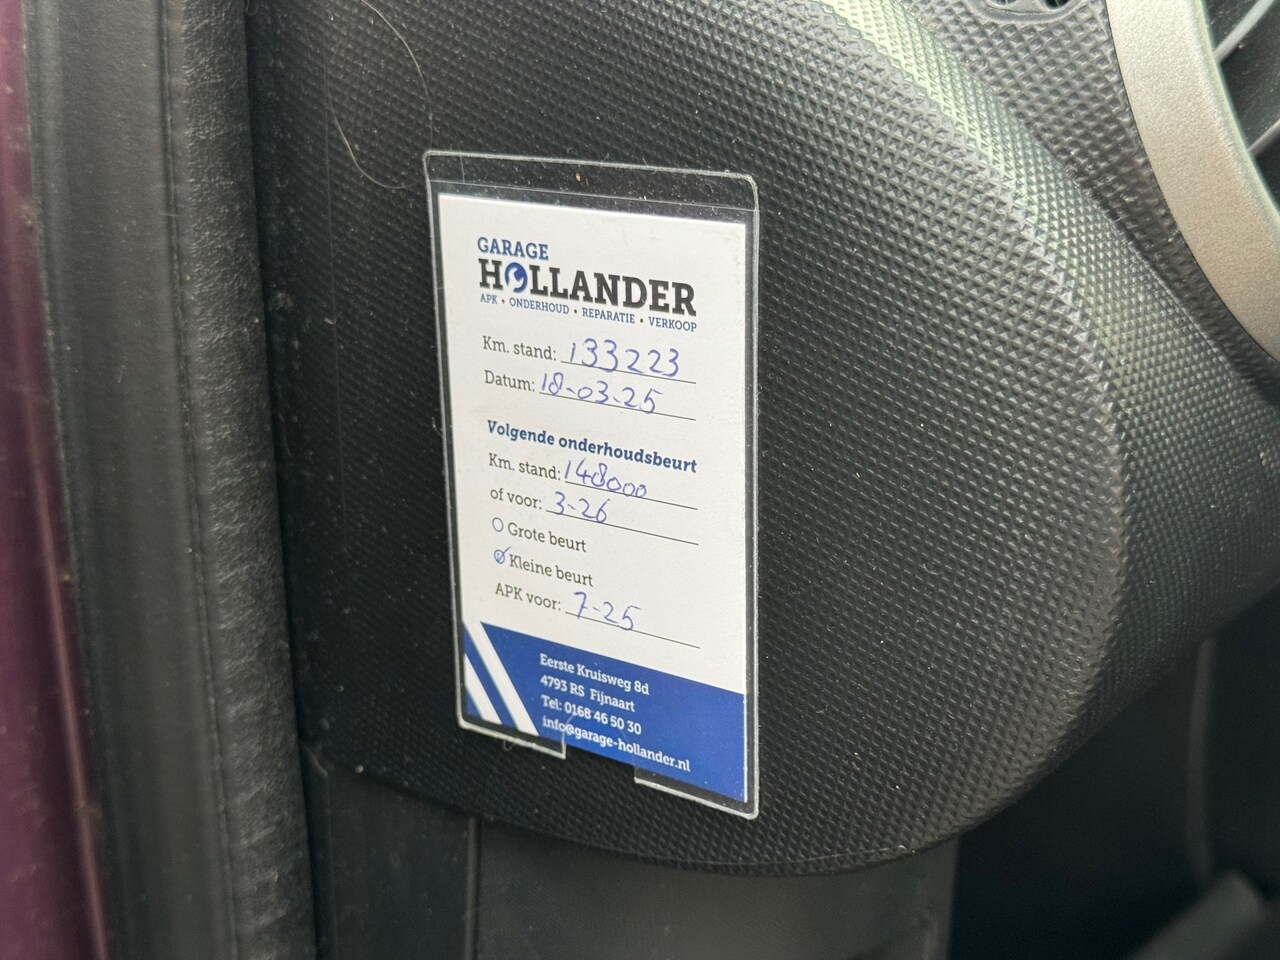 GARAGE
HOLLANDER
APK • ONDERHOUD • REPARATIE • VERKOOP
Km. stand: 133223
Datum: 18-03-25
Volgende onderhoudsbeurt
Km. stand: 148000
of voor: 3-26
Grote beurt
Kleine beurt
APK voor: 7-25
Eerste Kruisweg 8d
4793 RS Fijnaart
Tel: 0168 46 50 30
info@garage-hollander.nl